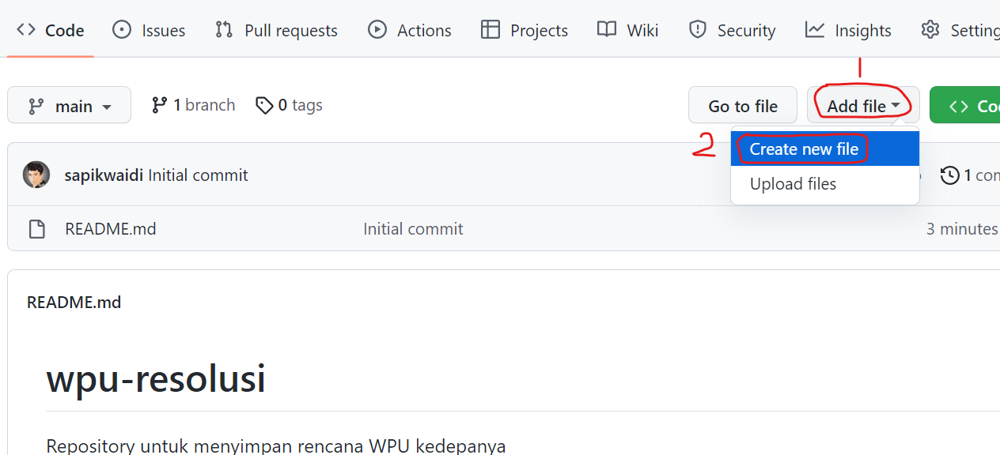 Code Issues Pull requests Actions Projects Wiki Security Insights Setting
1
main 1 branch 0 tags Go to file Add file Co
2 Create new file
sapikwaidi Initial commit 1 com
Upload files
README.md Initial commit 3 minutes
README.md
wpu-resolusi
Repository untuk menyimpan rencana WPU kedepanya